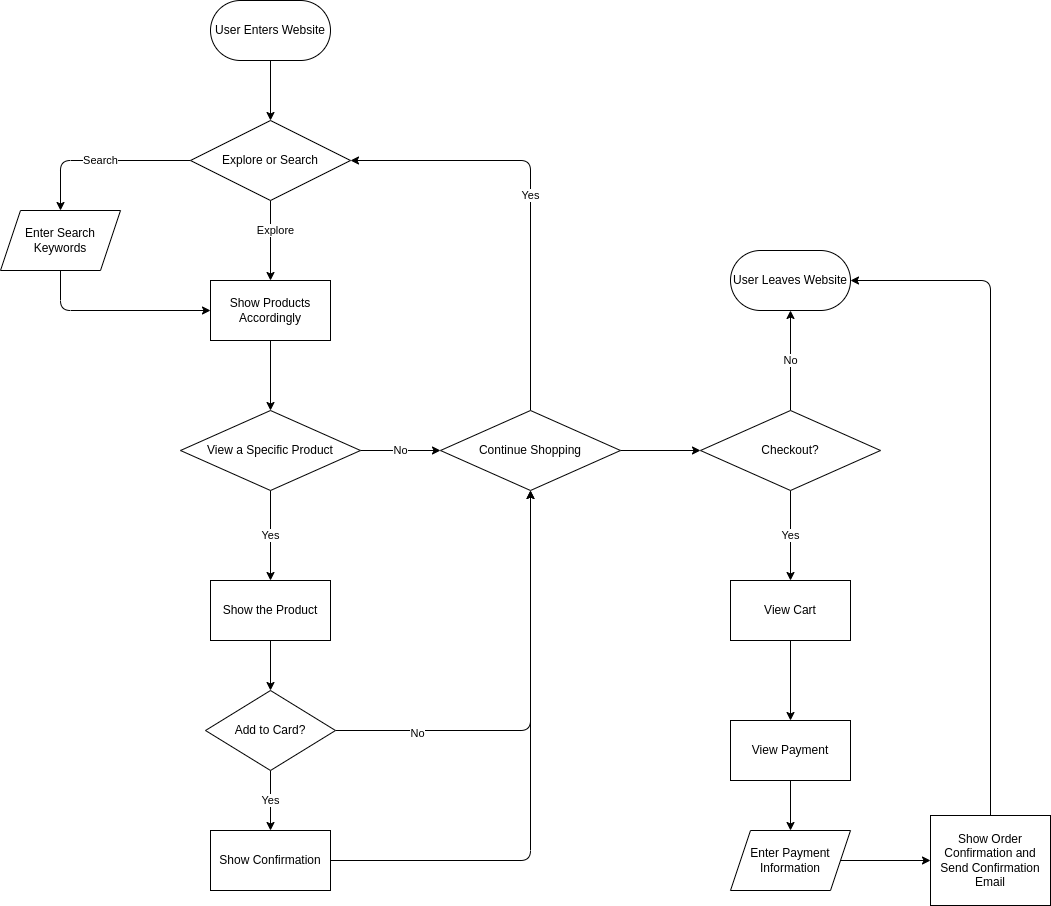 User Enters Website
Explore or Search
Search
Yes
Enter Search
Keywords
Explore
User Leaves Website
Show Products
Accordingly
No
View a Specific Product
No
Continue Shopping
Checkout?
Yes
Yes
Show the Product
View Cart
Add to Card?
No
View Payment
Yes
Show Confirmation
Enter Payment
Information
Show Order
Confirmation and
Send Confirmation
Email